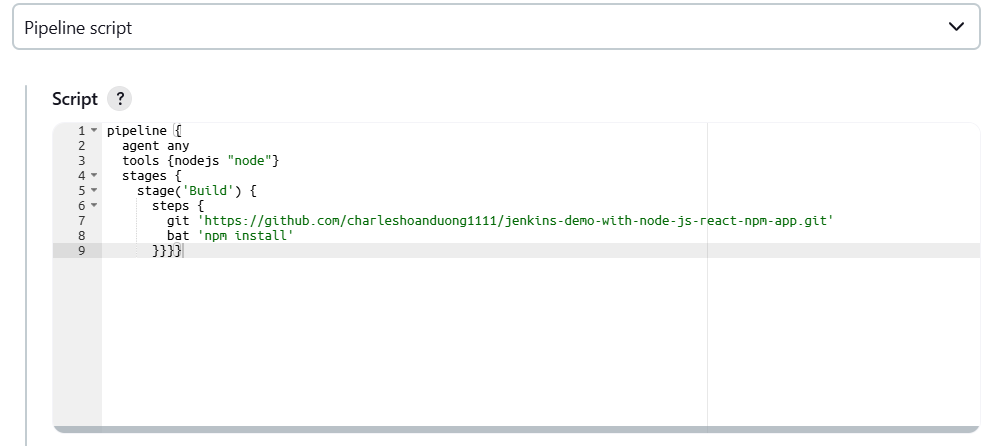 Pipeline script
Script ?
1 pipeline {
2 agent any
3 tools {nodejs "node"}
4 stages {
5 stage('Build') {
6 steps {
7 git 'https://github.com/charleshoanduong1111/jenkins-demo-with-node-js-react-npm-app.git'
8 bat 'npm install'
9 }}}}